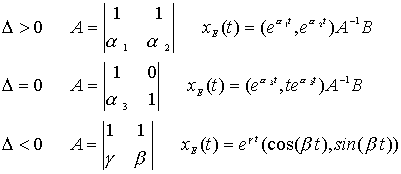 Δ > 0 A = |1 1; α₁ α₂| x_E(t) = (e^{α₁t}, e^{α₂t})A⁻¹B
Δ = 0 A = |1 0; α₃ 1| x_E(t) = (e^{α₃t}, te^{α₃t})A⁻¹B
Δ < 0 A = |1 1; γ β| x_E(t) = e^{γt}(cos(βt), sin(βt))